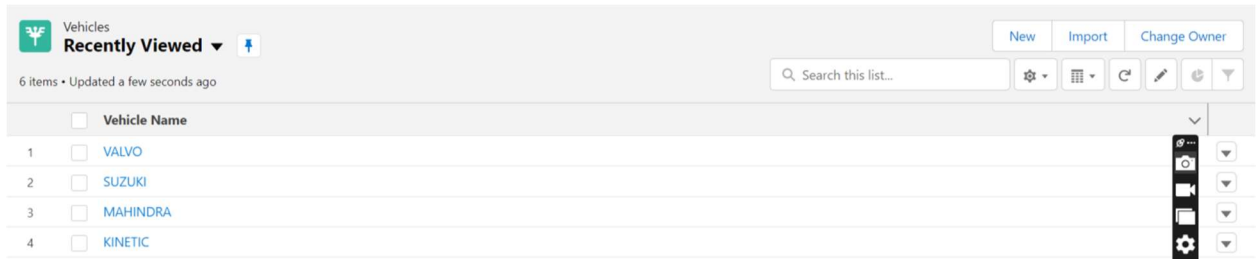 Vehicles
Recently Viewed
New Import Change Owner
6 items • Updated a few seconds ago
Search this list...
Vehicle Name
1 VALVO
2 SUZUKI
3 MAHINDRA
4 KINETIC